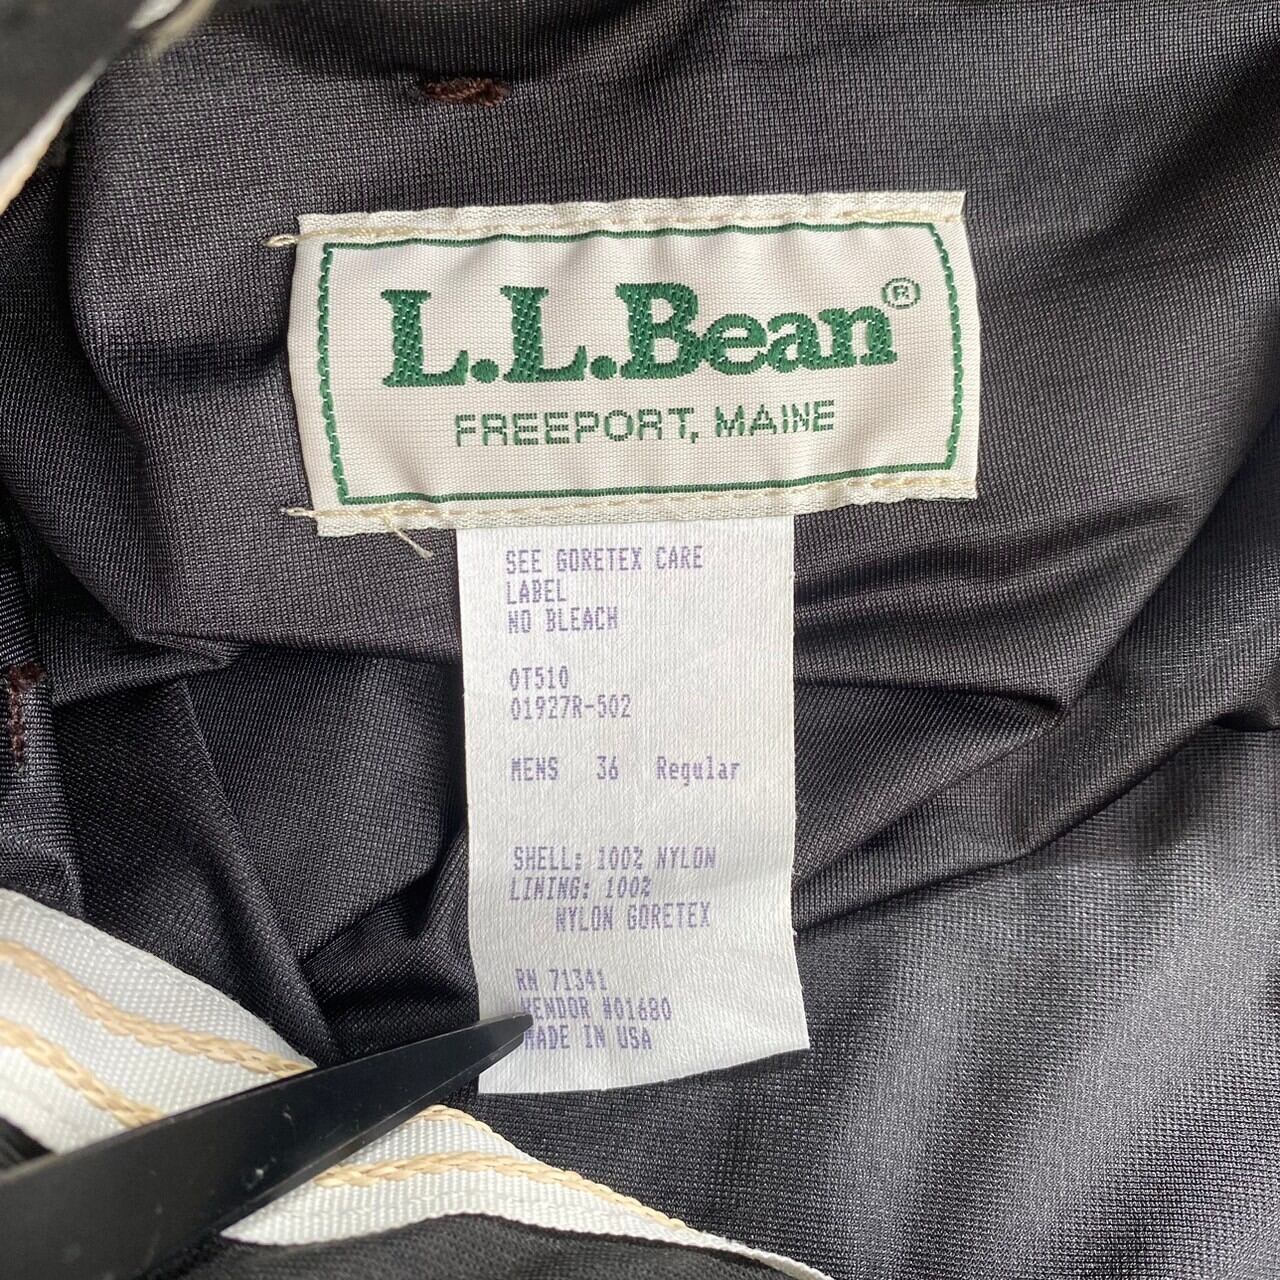 L.L.Bean®
FREEPORT, MAINE
SEE GORETEX CARE
LABEL
NO BLEACH
OT510
01927R-502
MENS 36 Regular
SHELL: 100% NYLON
LINING: 100%
NYLON GORETEX
RN 71341
VENDOR #01680
MADE IN USA